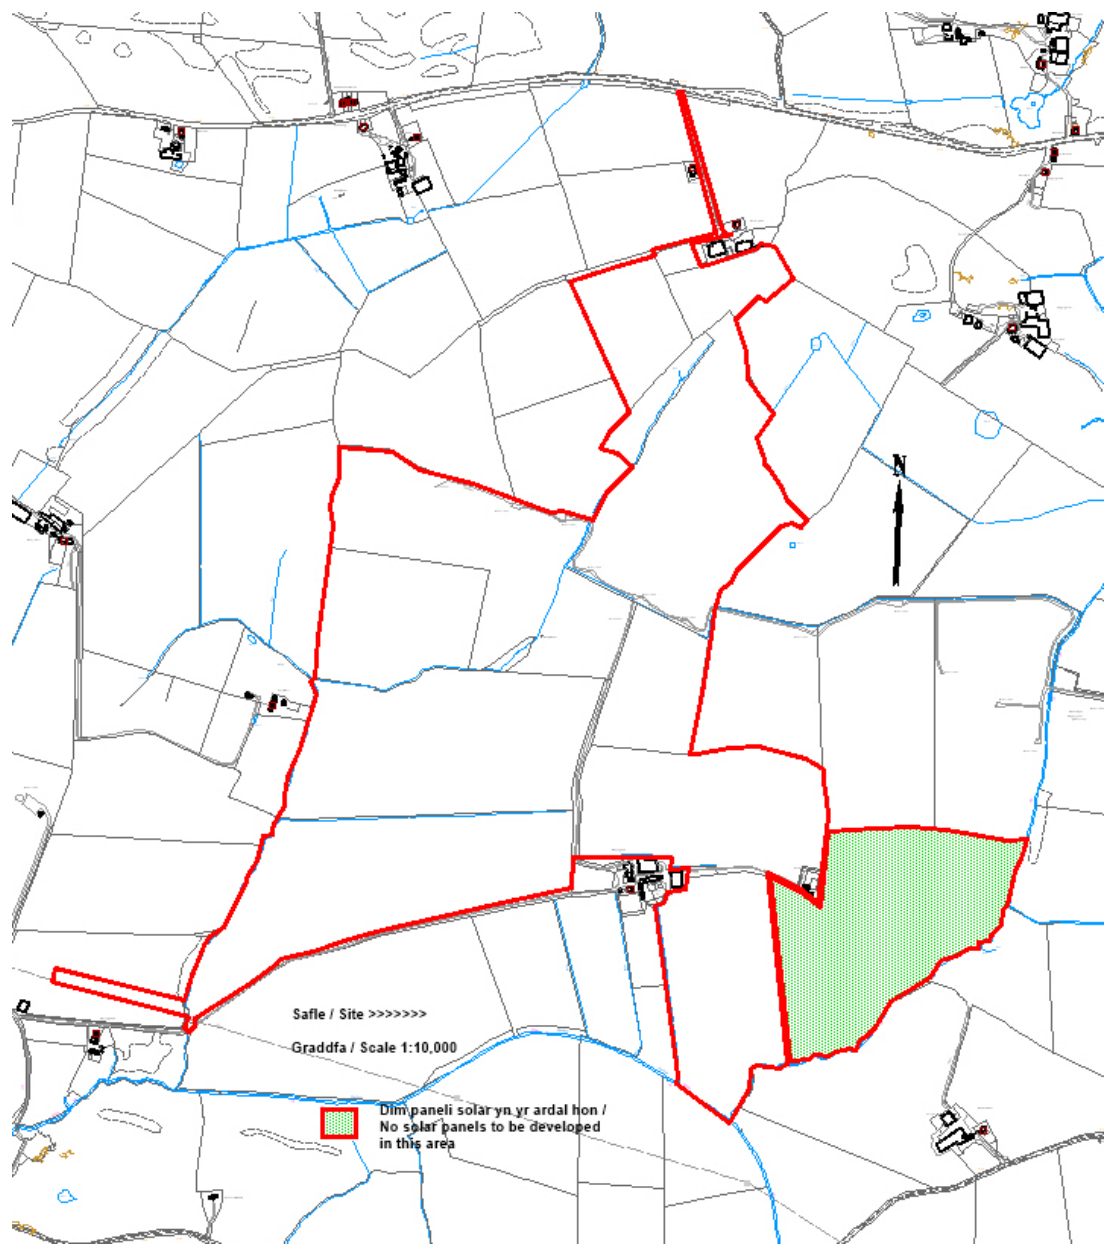 N
Safle / Site >>>>>>>
Graddfa / Scale 1:10,000
Dim paneli solar yn yr ardal hon /
No solar panels to be developed
in this area